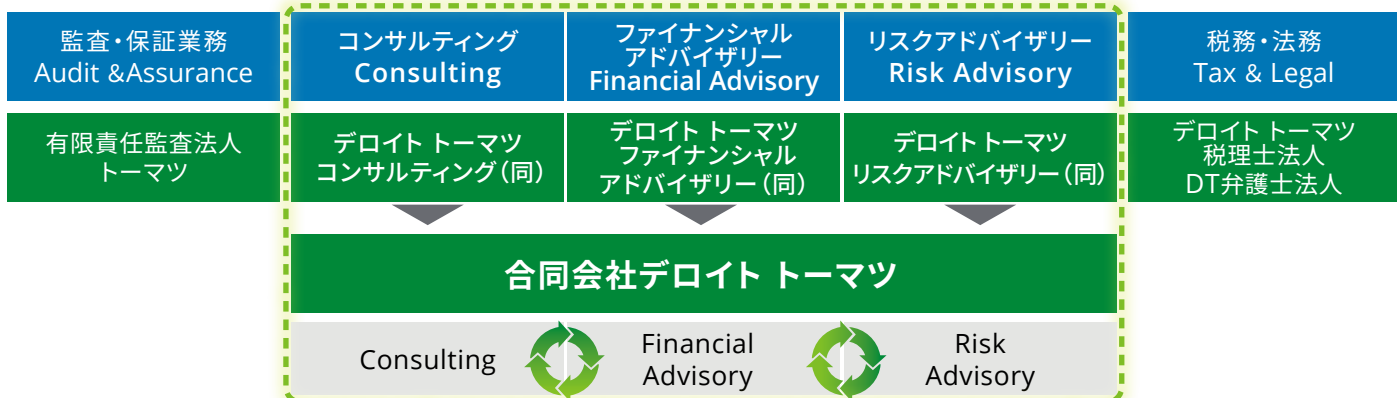 監査・保証業務
Audit &Assurance
コンサルティング
Consulting
ファイナンシャル
アドバイザリー
Financial Advisory
リスクアドバイザリー
Risk Advisory
税務・法務
Tax & Legal
有限責任監査法人
トーマツ
デロイト トーマツ
コンサルティング（同）
デロイト トーマツ
ファイナンシャル
アドバイザリー（同）
デロイト トーマツ
リスクアドバイザリー（同）
デロイト トーマツ
税理士法人
DT弁護士法人
合同会社デロイト トーマツ
Consulting
Financial
Advisory
Risk
Advisory